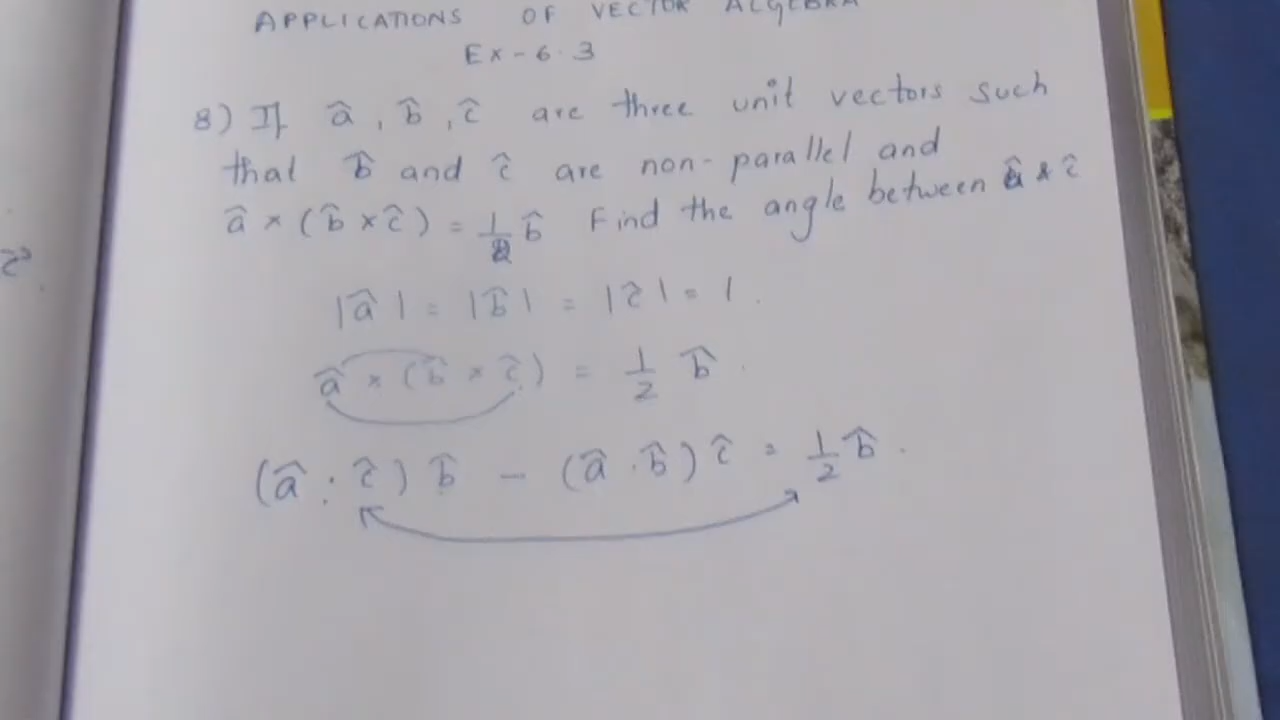 APPLICATIONS OF VECTOR ALGEBRA
Ex-6.3
8) If â, b̂, ĉ are three unit vectors such
that b̂ and ĉ are non-parallel and
â × (b̂ × ĉ) = 1/2 b̂ Find the angle between â & ĉ
|â| = |b̂| = |ĉ| = 1.
â × (b̂ × ĉ) = 1/2 b̂.
(â · ĉ) b̂ - (â · b̂) ĉ = 1/2 b̂.